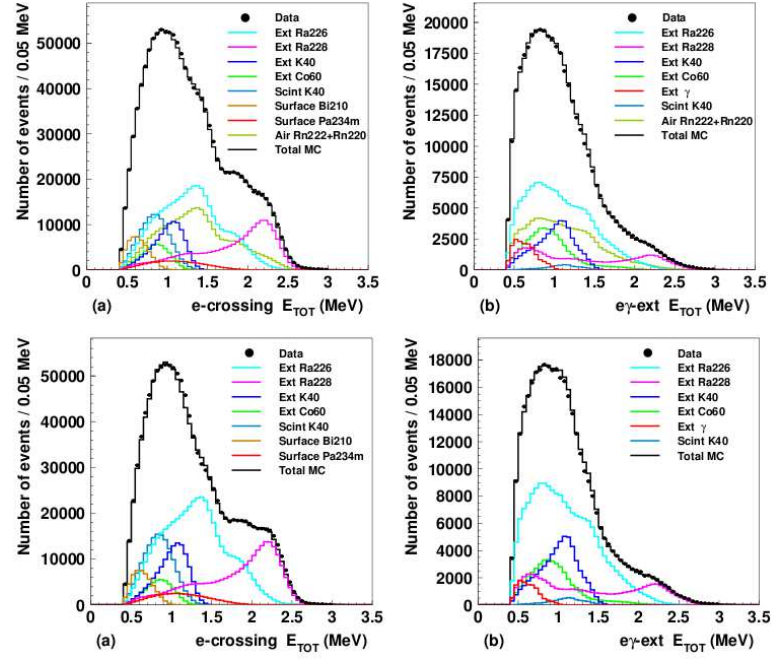 Number of events / 0.05 MeV
50000
40000
30000
20000
10000
0
Data
Ext Ra226
Ext Ra228
Ext K40
Ext Co60
Scint K40
Surface Bi210
Surface Pa234m
Air Rn222+Rn220
Total MC
0 0.5 1 1.5 2 2.5 3 3.5
(a) e-crossing E_TOT (MeV)
Number of events / 0.05 MeV
20000
17500
15000
12500
10000
7500
5000
2500
0
Data
Ext Ra226
Ext Ra228
Ext K40
Ext Co60
Ext γ
Scint K40
Air Rn222+Rn220
Total MC
0 0.5 1 1.5 2 2.5 3 3.5
(b) eγ-ext E_TOT (MeV)
Number of events / 0.05 MeV
50000
40000
30000
20000
10000
0
Data
Ext Ra226
Ext Ra228
Ext K40
Ext Co60
Scint K40
Surface Bi210
Surface Pa234m
Total MC
0 0.5 1 1.5 2 2.5 3 3.5
(a) e-crossing E_TOT (MeV)
Number of events / 0.05 MeV
18000
16000
14000
12000
10000
8000
6000
4000
2000
0
Data
Ext Ra226
Ext Ra228
Ext K40
Ext Co60
Ext γ
Scint K40
Total MC
0 0.5 1 1.5 2 2.5 3 3.5
(b) eγ-ext E_TOT (MeV)